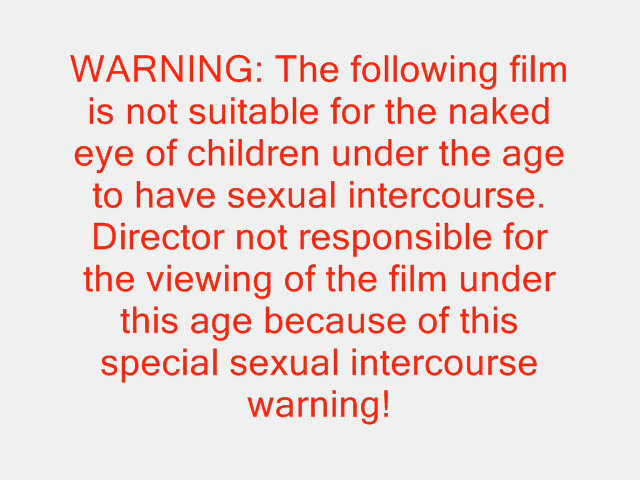 WARNING: The following film
is not suitable for the naked
eye of children under the age
to have sexual intercourse.
Director not responsible for
the viewing of the film under
this age because of this
special sexual intercourse
warning!